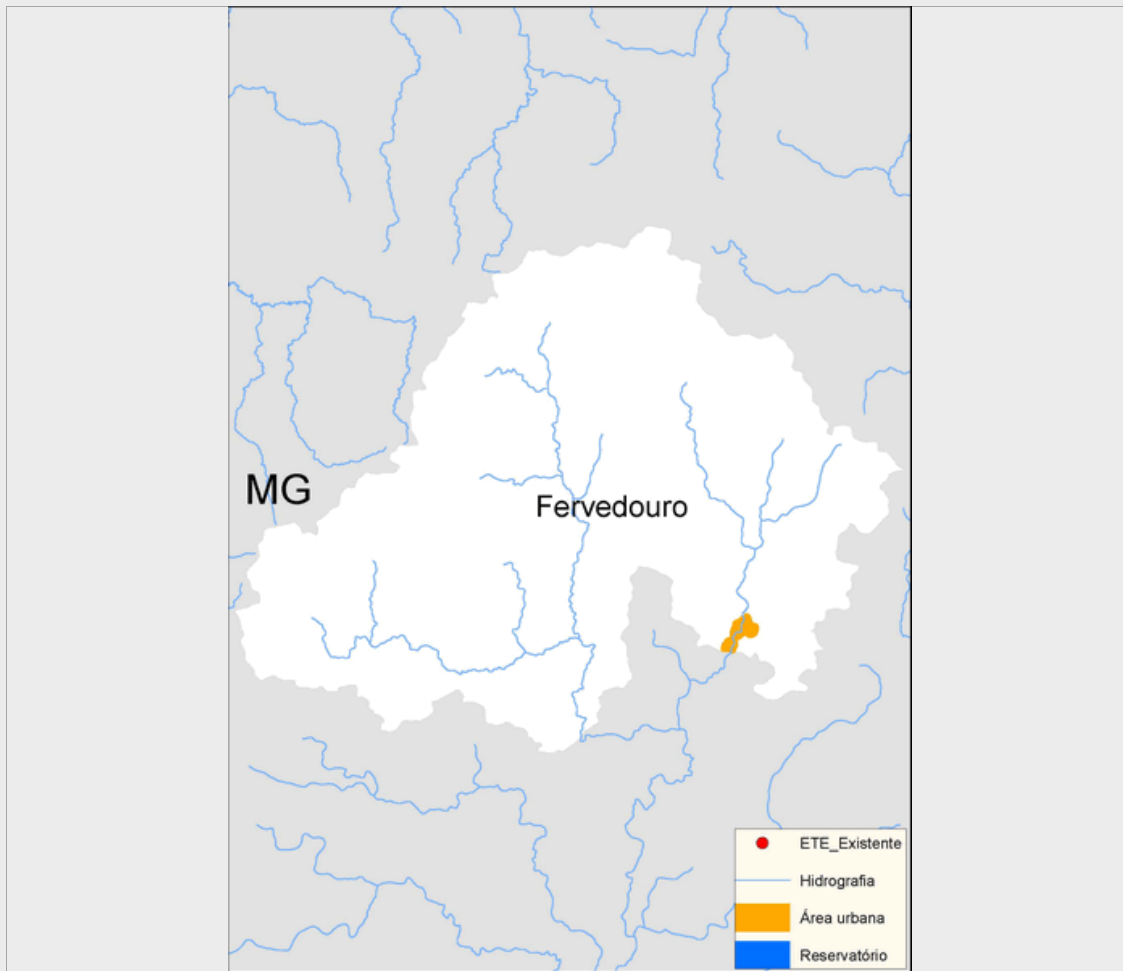 MG
Fervedouro
ETE_Existente
Hidrografia
Área urbana
Reservatório